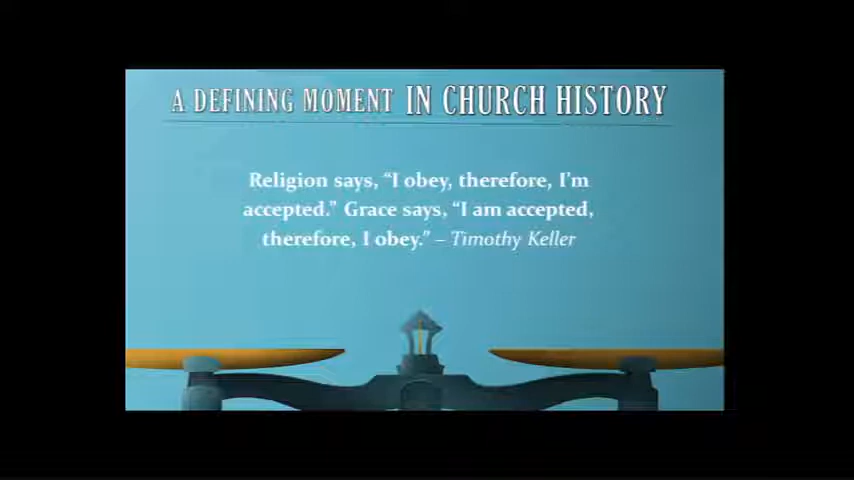 A DEFINING MOMENT IN CHURCH HISTORY
Religion says, “I obey, therefore, I’m
accepted.” Grace says, “I am accepted,
therefore, I obey.” – Timothy Keller